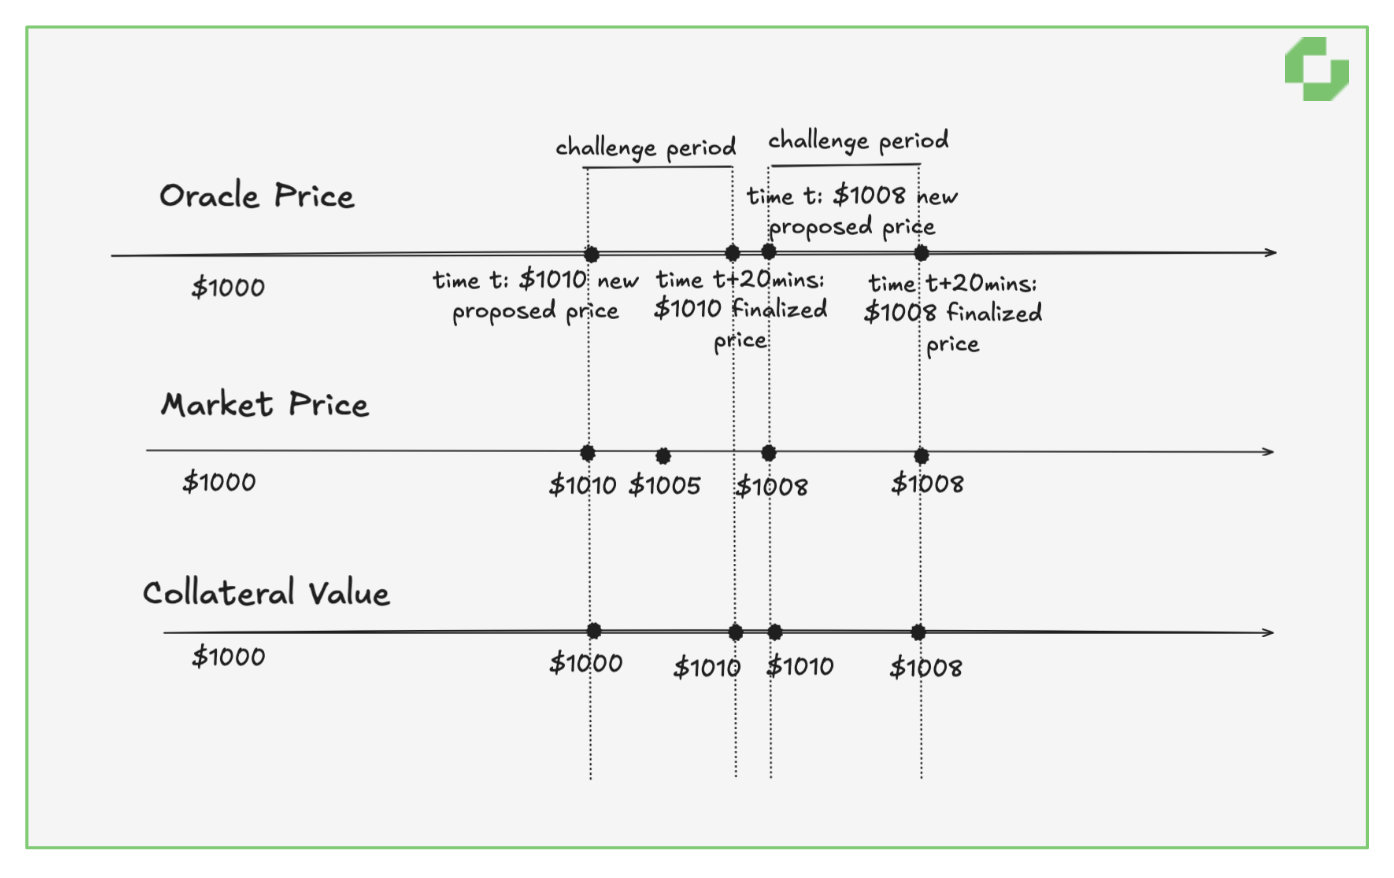 challenge period
challenge period
Oracle Price
time t: $1008 new
proposed price
$1000
time t: $1010 new
proposed price
time t+20mins:
$1010 finalized
price
time t+20mins:
$1008 finalized
price
Market Price
$1000
$1010
$1005
$1008
$1008
Collateral Value
$1000
$1000
$1010
$1010
$1008